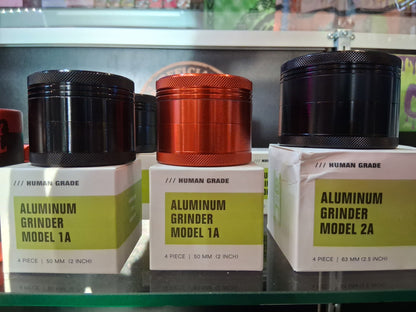 /// HUMAN GRADE
ALUMINUM
GRINDER
MODEL 1A
4 PIECE | 50 MM (2 INCH)
/// HUMAN GRADE
ALUMINUM
GRINDER
MODEL 1A
4 PIECE | 50 MM (2 INCH)
/// HUMAN GRADE
ALUMINUM
GRINDER
MODEL 2A
4 PIECE | 63 MM (2.5 INCH)